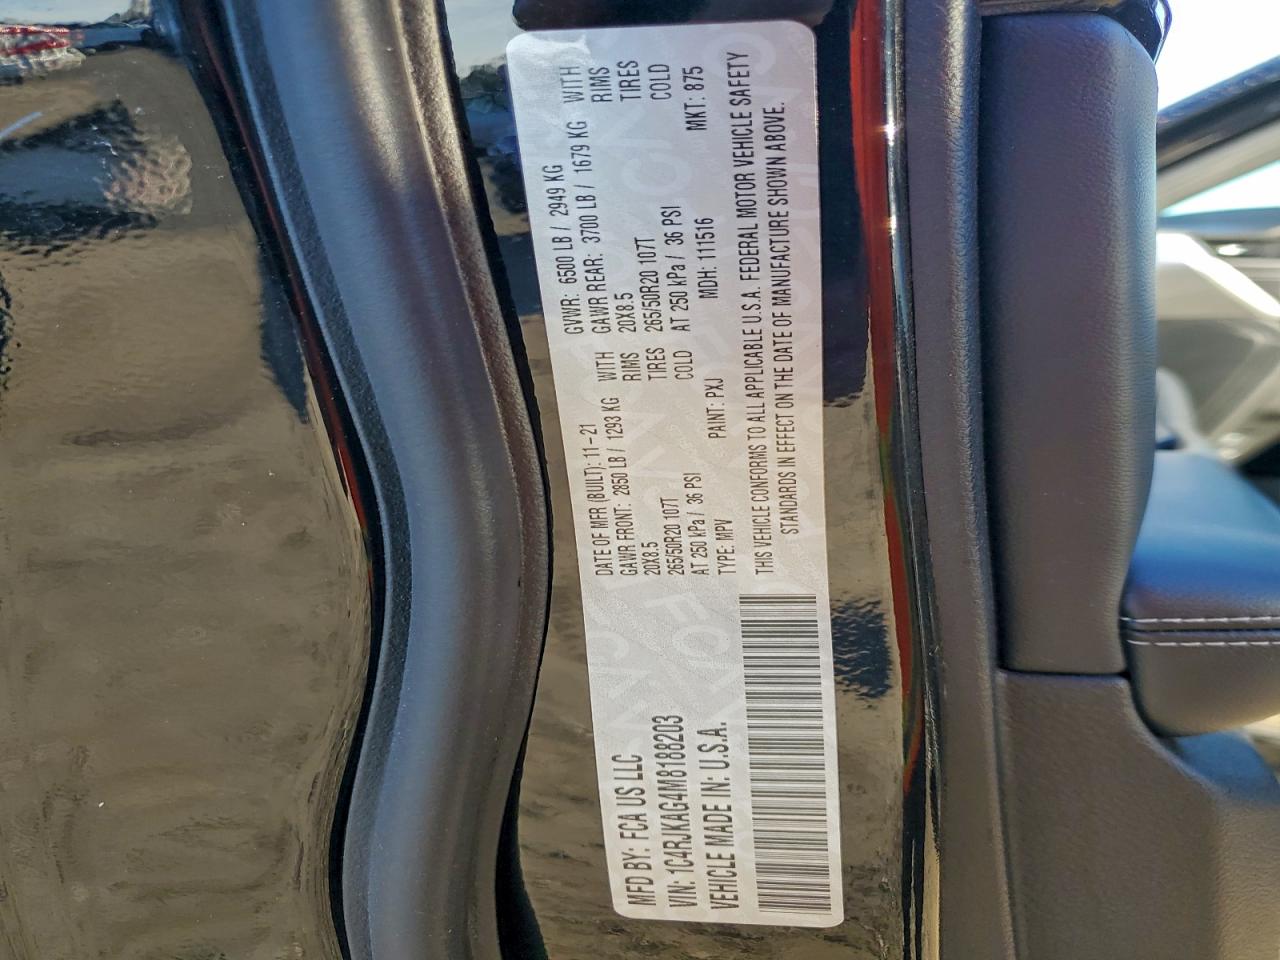 MFD BY: FCA US LLC
VIN: 1C4RJKAG4M8188203
VEHICLE MADE IN: U.S.A.
DATE OF MFR (BUILT): 11-21
GAWR FRONT: 2850 LB / 1293 KG WITH
20X8.5 RIMS
265/50R20 107T TIRES
AT 250 kPa / 36 PSI COLD
TYPE: MPV PAINT: PXJ
GVWR: 6500 LB / 2949 KG
GAWR REAR: 3700 LB / 1679 KG WITH
20X8.5 RIMS
265/50R20 107T TIRES
AT 250 kPa / 36 PSI COLD
MDH: 111516 MKT: 875
THIS VEHICLE CONFORMS TO ALL APPLICABLE U.S.A. FEDERAL MOTOR VEHICLE SAFETY
STANDARDS IN EFFECT ON THE DATE OF MANUFACTURE SHOWN ABOVE.